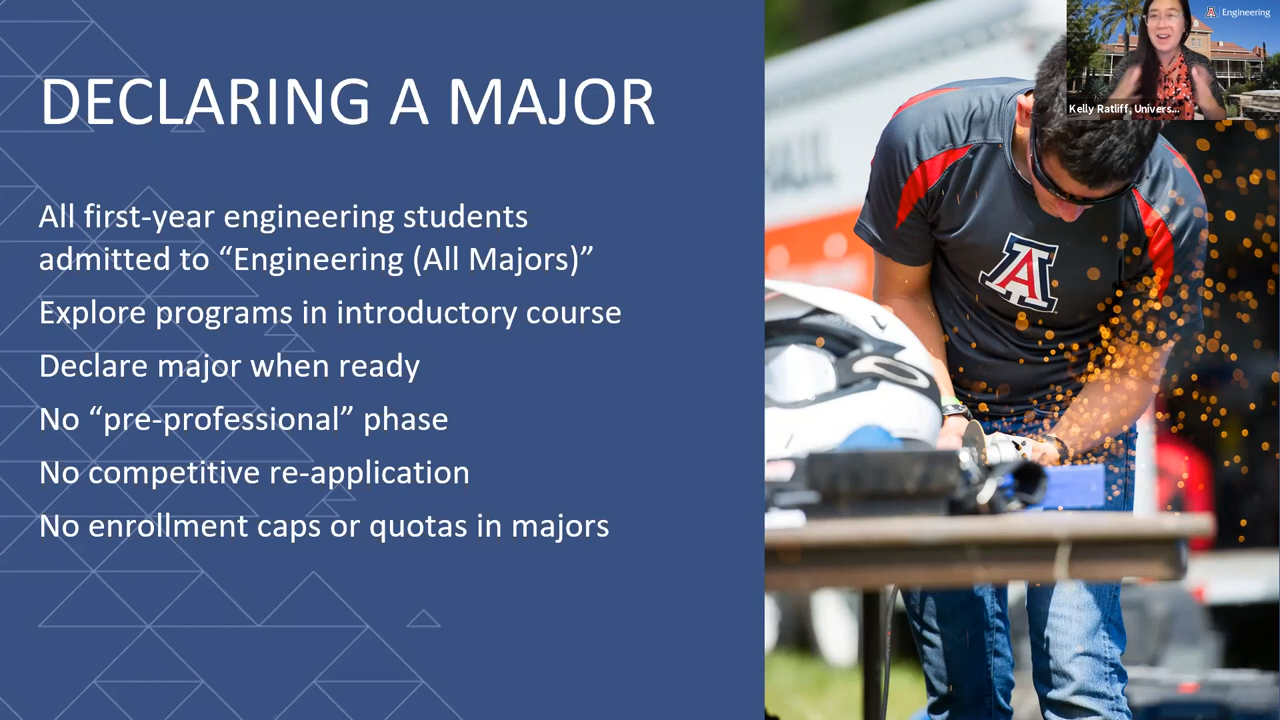 DECLARING A MAJOR
All first-year engineering students
admitted to “Engineering (All Majors)”
Explore programs in introductory course
Declare major when ready
No “pre-professional” phase
No competitive re-application
No enrollment caps or quotas in majors
A Engineering
Kelly Ratliff, Univers...
A